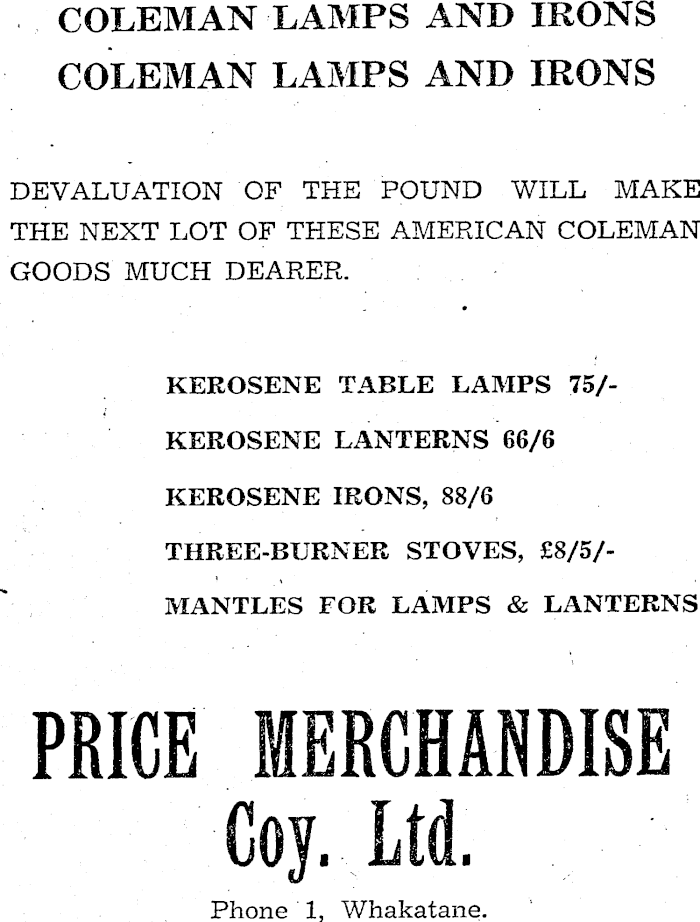 COLEMAN LAMPS AND IRONS
COLEMAN LAMPS AND IRONS
DEVALUATION OF THE POUND WILL MAKE
THE NEXT LOT OF THESE AMERICAN COLEMAN
GOODS MUCH DEARER.
KEROSENE TABLE LAMPS 75/-
KEROSENE LANTERNS 66/6
KEROSENE IRONS, 88/6
THREE-BURNER STOVES, £8/5/-
MANTLES FOR LAMPS & LANTERNS
PRICE MERCHANDISE
Coy. Ltd.
Phone 1, Whakatane.